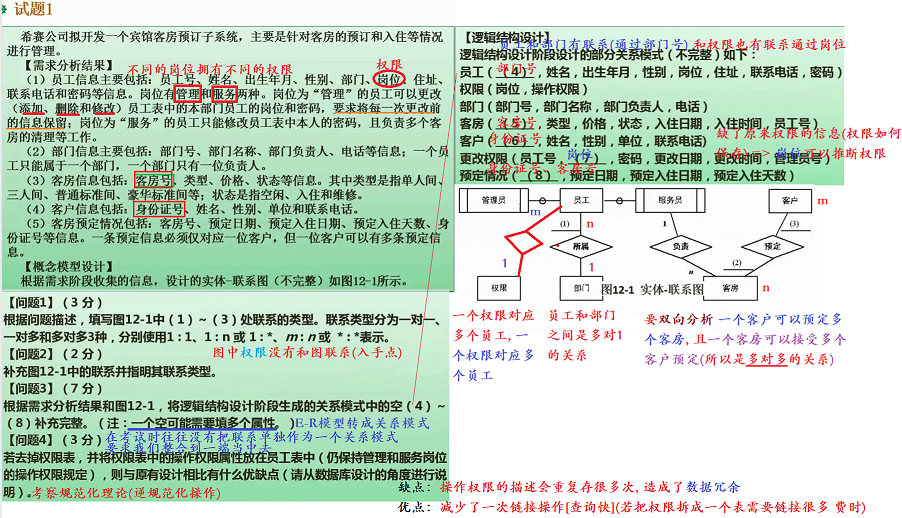 试题1
希赛公司拟开发一个宾馆客房预订子系统，主要是针对客房的预订和入住等情况
进行管理。
【需求分析结果】
不同的岗位拥有不同的权限
权限
（1）员工信息主要包括：员工号、姓名、出生年月、性别、部门、岗位、住址、
联系电话和密码等信息。岗位有管理和服务两种。岗位为“管理”的员工可以更改
（添加、删除和修改）员工表中的本部门员工的岗位和密码，要求将每一次更改前
的信息保留；岗位为“服务”的员工只能修改员工表中本人的密码，且负责多个客
房的清理等工作。
（2）部门信息主要包括：部门号、部门名称、部门负责人、电话等信息；一个员
工只能属于一个部门，一个部门只有一位负责人。
（3）客房信息包括：客房号、类型、价格、状态等信息。其中类型是指单人间、
三人间、普通标准间、豪华标准间等；状态是指空闲、入住和维修。
（4）客户信息包括：身份证号、姓名、性别、单位和联系电话。
（5）客房预定情况包括：客房号、预定日期、预定入住日期、预定入住天数、身
份证号等信息。一条预定信息必须仅对应一位客户，但一位客户可以有多条预定信
息。
【概念模型设计】
根据需求阶段收集的信息，设计的实体-联系图（不完整）如图12-1所示。
【问题1】（3 分）
根据问题描述，填写图12-1中（1）～（3）处联系的类型。联系类型分为一对一、
一对多和多对多3种，分别使用1 : 1、1 : n 或 1 : *、m : n 或 * : *表示。
【问题2】（2 分）
图中权限没有和图联系(入手点)
补充图12-1中的联系并指明其联系类型。
【问题3】（7 分）
根据需求分析结果和图12-1，将逻辑结构设计阶段生成的关系模式中的空（4）～
（8）补充完整。（注：一个空可能需要填多个属性。）E-R模型转成关系模式
【问题4】（3 分）
在考试时往往没有把联系单独作为一个关系模式
要求我们整合到一端当中去
若去掉权限表，并将权限表中的操作权限属性放在员工表中（仍保持管理和服务岗位
的操作权限规定），则与原有设计相比有什么优缺点（请从数据库设计的角度进行说
明）。考察规范化理论(逆规范化操作)
【逻辑结构设计】
员工和部门有联系(通过部门号) 和权限也有联系通过岗位
逻辑结构设计阶段设计的部分关系模式（不完整）如下：
部门号
员工（（4），姓名，出生年月，性别，岗位，住址，联系电话，密码）
权限（岗位，操作权限）
部门（部门号，部门名称，部门负责人，电话）
客房号
客房（（5），类型，价格，状态，入住日期，入住时间，员工号）
身份证号
客户（（6），姓名，性别，单位，联系电话)
缺了原来权限的信息(权限如何
保存) => 岗位可以推断权限
岗位
更改权限（员工号，（7），密码，更改日期，更改时间，管理员号）
身份证号、客房号
预定情况（（8），预定日期，预定入住日期，预定入住天数）
管理员 员工 服务员 客户
m n m
(1) 1 (3)
所属 负责 预定
1 1 n (2)
权限 部门 客房 n
图12-1 实体-联系图
一个权限对应
多个员工, 一
个权限对应多
个员工
员工和部门
之间是多对1
的关系
要双向分析 一个客户可以预定多
个客房, 且一个客房可以接受多个
客户预定(所以是多对多的关系)
缺点：操作权限的描述会重复存很多次, 造成了数据冗余
优点：减少了一次链接操作[查询快](若把权限拆成一个表需要链接很多 费时)